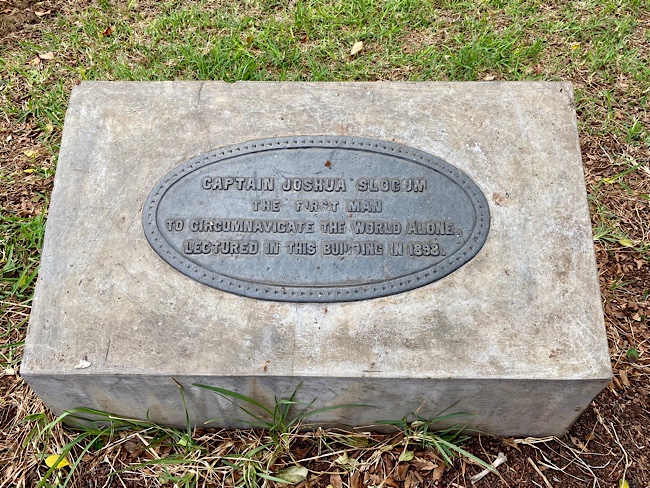 CAPTAIN JOSHUA SLOCUM
THE FIRST MAN
TO CIRCUMNAVIGATE THE WORLD ALONE,
LECTURED IN THIS BUILDING IN 1898.